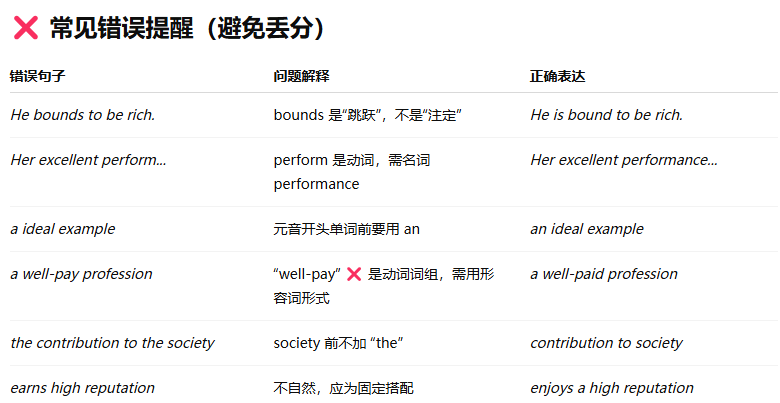 ❌ 常见错误提醒（避免丢分）
错误句子 问题解释 正确表达
He bounds to be rich. bounds 是“跳跃”，不是“注定” He is bound to be rich.
Her excellent perform... perform 是动词，需名词 Her excellent performance...
performance
a ideal example 元音开头单词前要用 an an ideal example
a well-pay profession “well-pay” ❌ 是动词词组，需用形 a well-paid profession
容词形式
the contribution to the society society 前不加 “the” contribution to society
earns high reputation 不自然，应为固定搭配 enjoys a high reputation